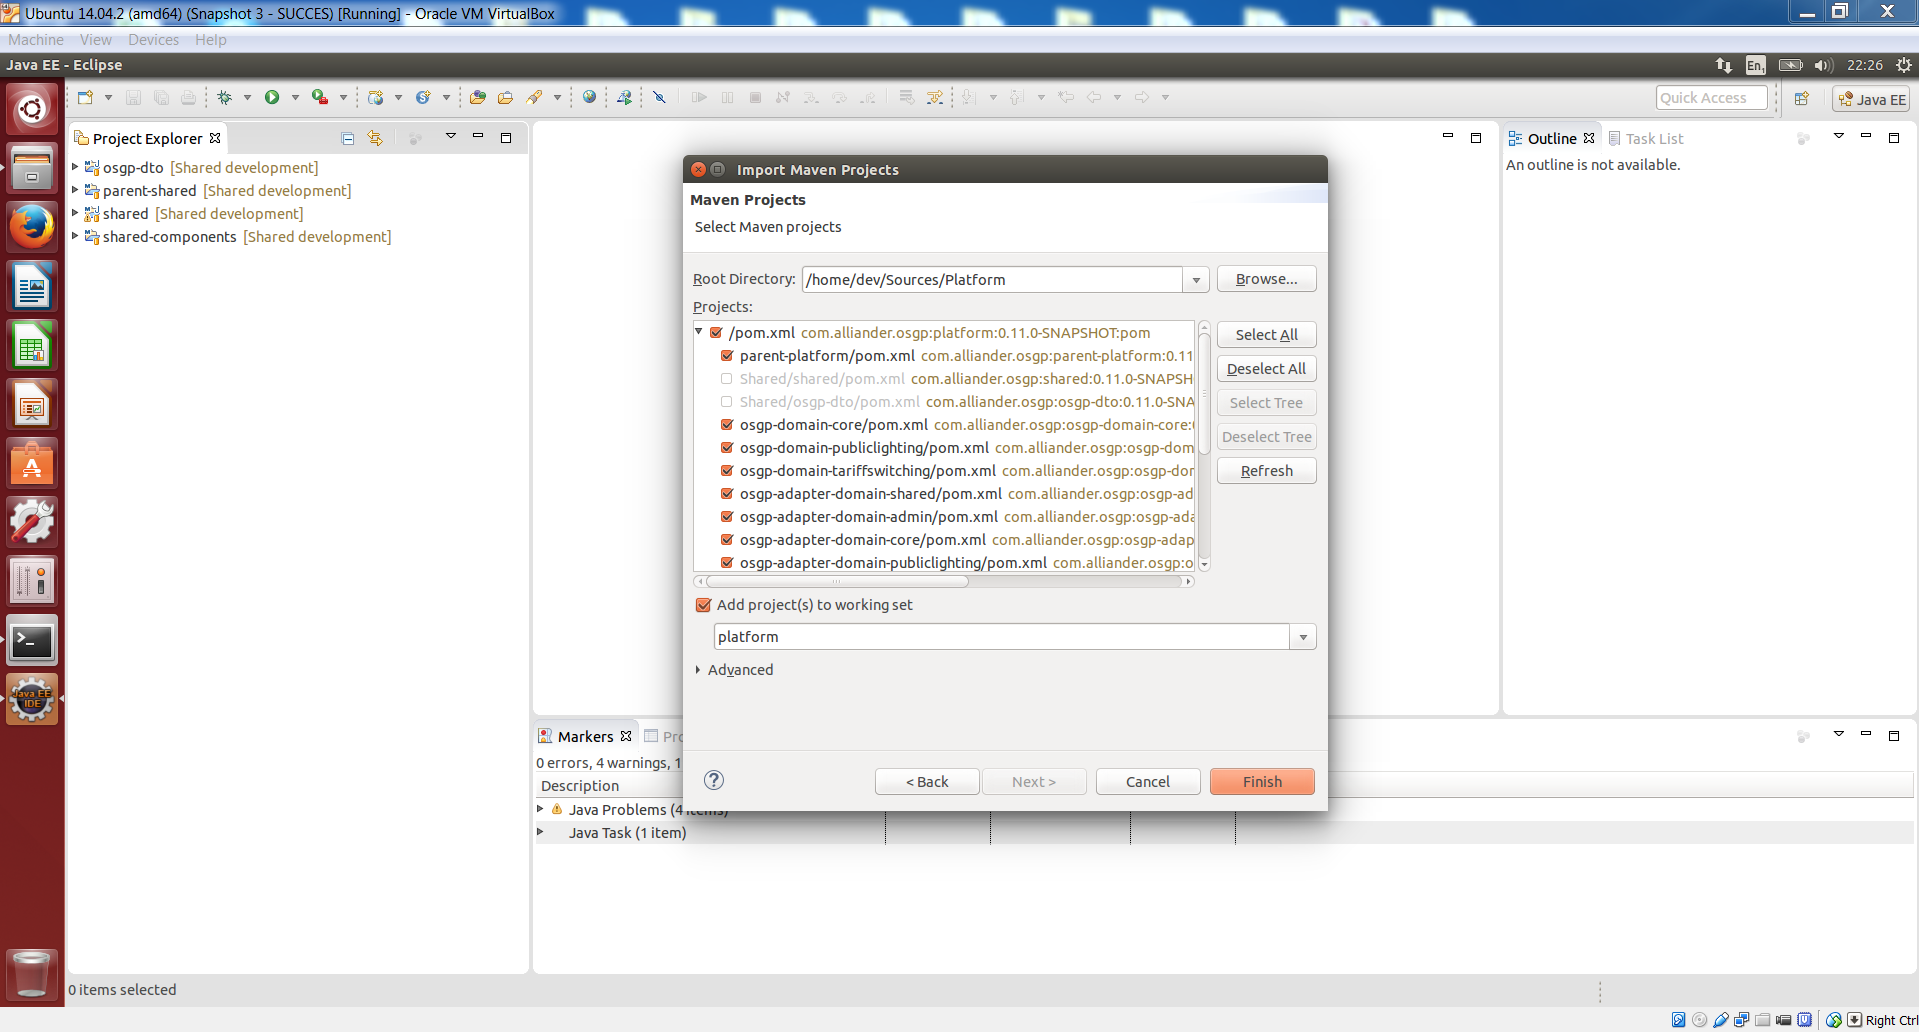 Ubuntu 14.04.2 (amd64) (Snapshot 3 - SUCCES) [Running] - Oracle VM VirtualBox
Machine View Devices Help
Java EE - Eclipse
En1 22:26
Quick Access Java EE
Project Explorer
Outline Task List
osgp-dto [Shared development]
An outline is not available.
parent-shared [Shared development]
shared [Shared development]
shared-components [Shared development]
Import Maven Projects
Maven Projects
Select Maven projects
Root Directory: /home/dev/Sources/Platform Browse...
Projects:
/pom.xml com.alliander.osgp:platform:0.11.0-SNAPSHOT:pom
parent-platform/pom.xml com.alliander.osgp:parent-platform:0.11
Shared/shared/pom.xml com.alliander.osgp:shared:0.11.0-SNAPSH
Shared/osgp-dto/pom.xml com.alliander.osgp:osgp-dto:0.11.0-SNA
osgp-domain-core/pom.xml com.alliander.osgp:osgp-domain-core:
osgp-domain-publiclighting/pom.xml com.alliander.osgp:osgp-dom
osgp-domain-tariffswitching/pom.xml com.alliander.osgp:osgp-dor
osgp-adapter-domain-shared/pom.xml com.alliander.osgp:osgp-ad
osgp-adapter-domain-admin/pom.xml com.alliander.osgp:osgp-ada
osgp-adapter-domain-core/pom.xml com.alliander.osgp:osgp-adap
osgp-adapter-domain-publiclighting/pom.xml com.alliander.osgp:o
Select All
Deselect All
Select Tree
Deselect Tree
Refresh
Add project(s) to working set
platform
Advanced
< Back Next > Cancel Finish
Markers Pro
0 errors, 4 warnings, 1
Description
Java Problems (4 items)
Java Task (1 item)
Java EE
IDE
0 items selected
Right Ctrl